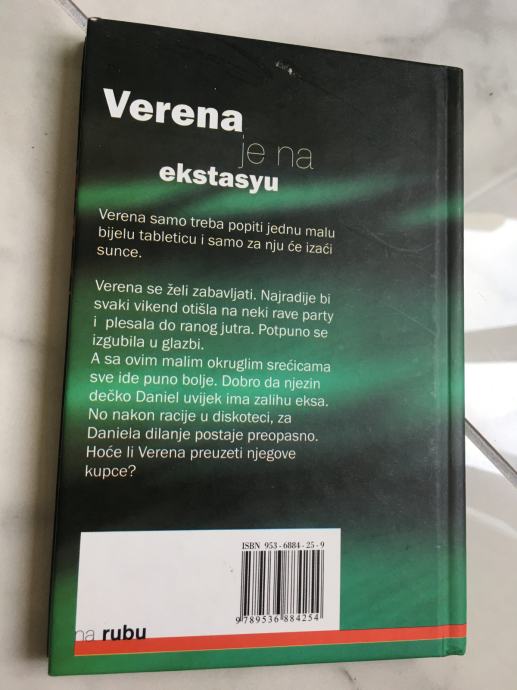 Verena
je na
ekstasyu
Verena samo treba popiti jednu malu
bijelu tableticu i samo za nju će izaći
sunce.
Verena se želi zabavljati. Najradije bi
svaki vikend otišla na neki rave party
i plesala do ranog jutra. Potpuno se
izgubila u glazbi.
A sa ovim malim okruglim srećicama
sve ide puno bolje. Dobro da njezin
dečko Daniel uvijek ima zalihu eksa.
No nakon racije u diskoteci, za
Daniela dilanje postaje preopasno.
Hoće li Verena preuzeti njegove
kupce?
ISBN 953-6884-25-9
9789536884254
na rubu